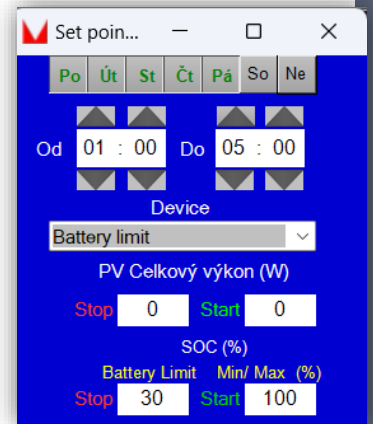 Set poin...
Po Út St Čt Pá So Ne
Od 01 : 00 Do 05 : 00
Device
Battery limit
PV Celkový výkon (W)
Stop 0 Start 0
SOC (%)
Battery Limit Min/ Max (%)
Stop 30 Start 100